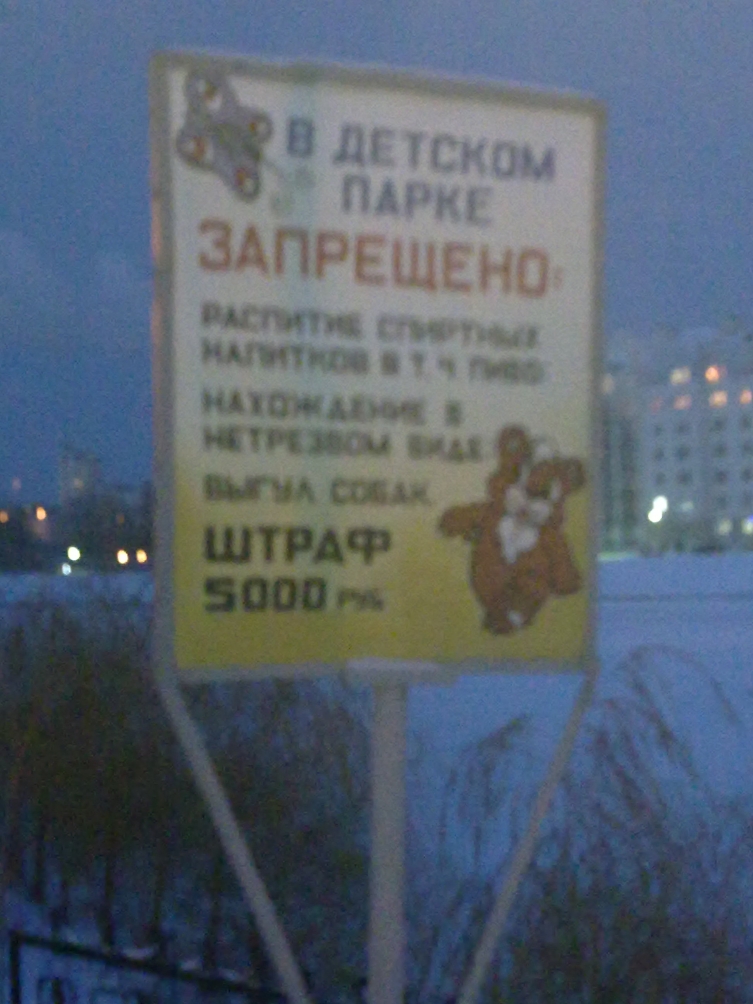 В ДЕТСКОМ
ПАРКЕ
ЗАПРЕЩЕНО:
РАСПИТИЕ СПИРТНЫХ
НАПИТКОВ В Т. Ч ПИВО:
НАХОЖДЕНИЕ В
НЕТРЕЗВОМ ВИДЕ:
ВЫГУЛ СОБАК.
ШТРАФ
5000 РУБ